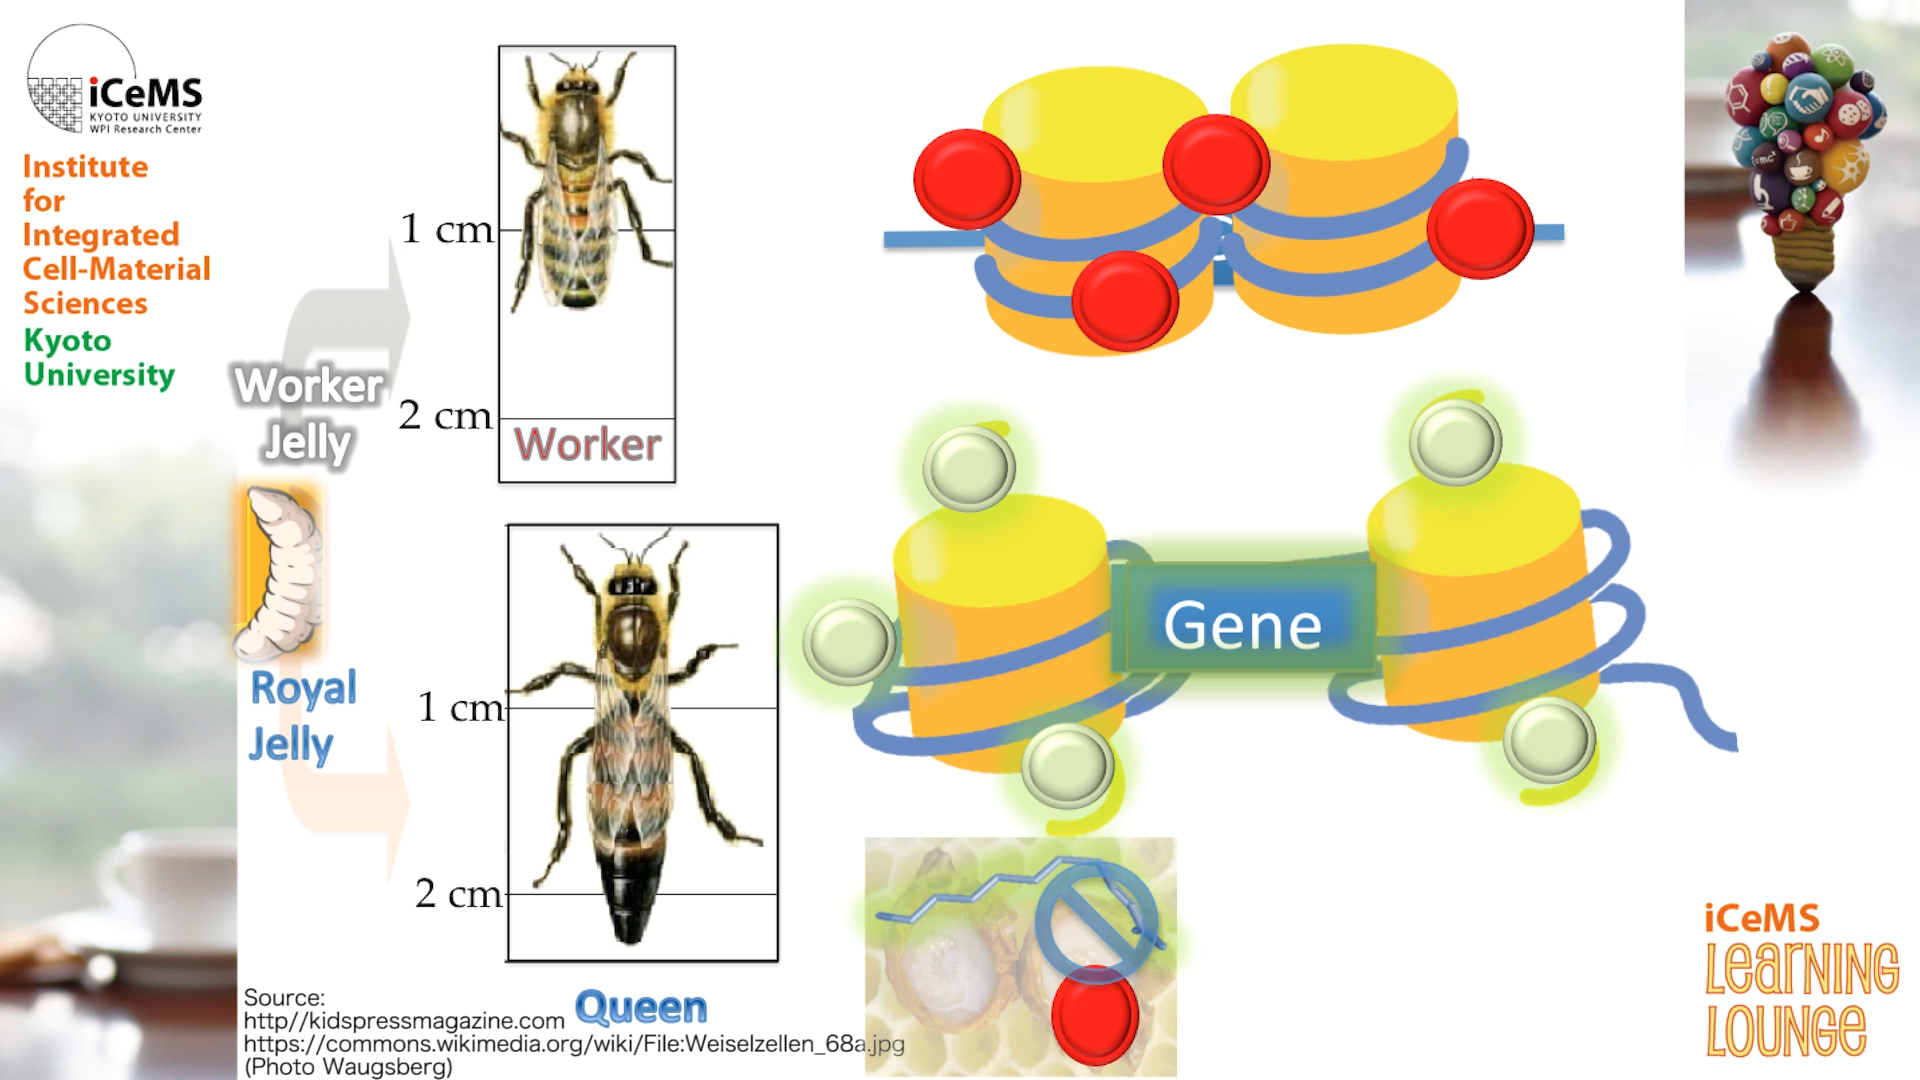 iCeMS
KYOTO UNIVERSITY
WPI Research Center
Institute
for
Integrated
Cell-Material
Sciences
Kyoto
University
Worker
Jelly
Royal
Jelly
1 cm
2 cm
Worker
1 cm
2 cm
Queen
Gene
Source:
http//kidspressmagazine.com
https://commons.wikimedia.org/wiki/File:Weiselzellen_68a.jpg
(Photo Waugsberg)
=mc²
iCeMS
LeaRNiNG
LOUNGe